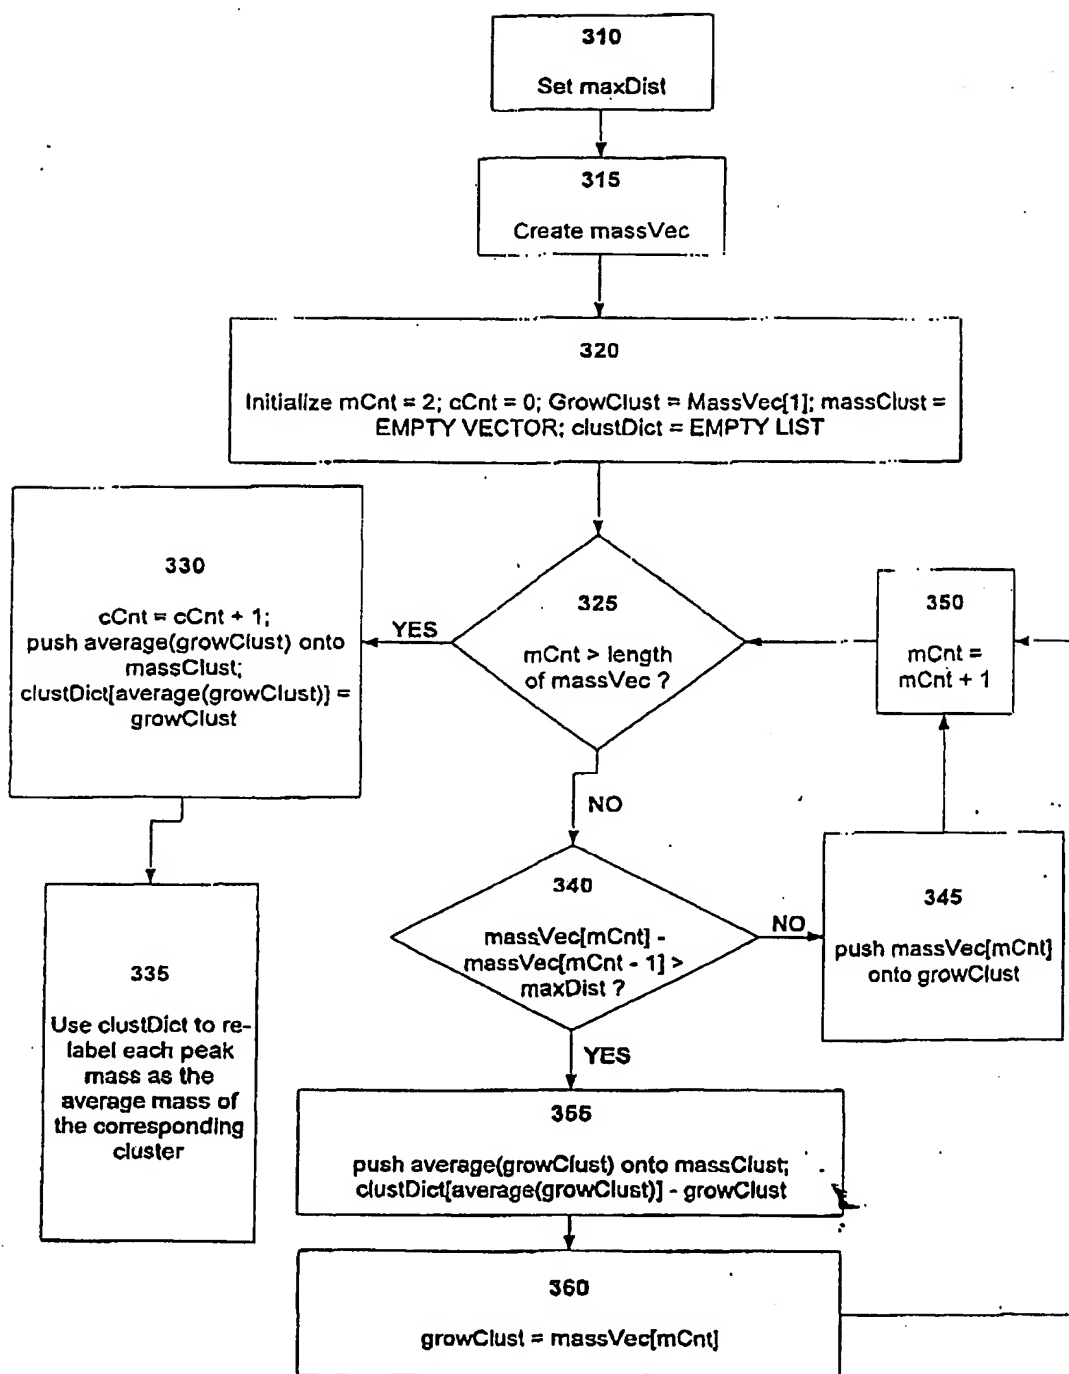 310
Set maxDist
315
Create massVec
320
Initialize mCnt = 2; cCnt = 0; GrowClust = MassVec[1]; massClust =
EMPTY VECTOR; clustDict = EMPTY LIST
330
cCnt = cCnt + 1;
push average(growClust) onto
massClust;
clustDict[average(growClust)] =
growClust
YES
325
mCnt > length
of massVec ?
350
mCnt =
mCnt + 1
NO
340
massVec[mCnt] -
massVec[mCnt - 1] >
maxDist ?
NO
345
push massVec[mCnt]
onto growClust
335
Use clustDict to re-
label each peak
mass as the
average mass of
the corresponding
cluster
YES
355
push average(growClust) onto massClust;
clustDict[average(growClust)] - growClust
360
growClust = massVec[mCnt]